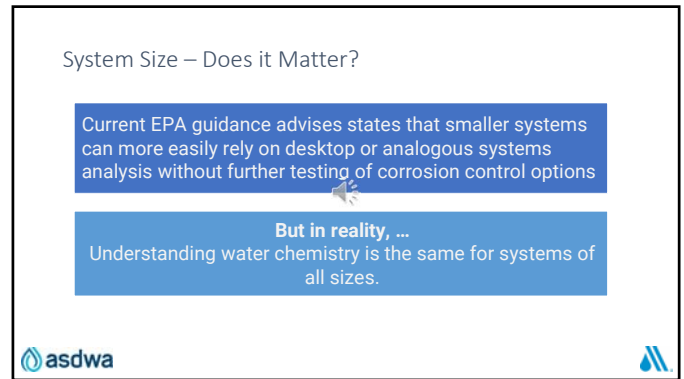 System Size – Does it Matter?
Current EPA guidance advises states that smaller systems
can more easily rely on desktop or analogous systems
analysis without further testing of corrosion control options
But in reality, …
Understanding water chemistry is the same for systems of
all sizes.
asdwa